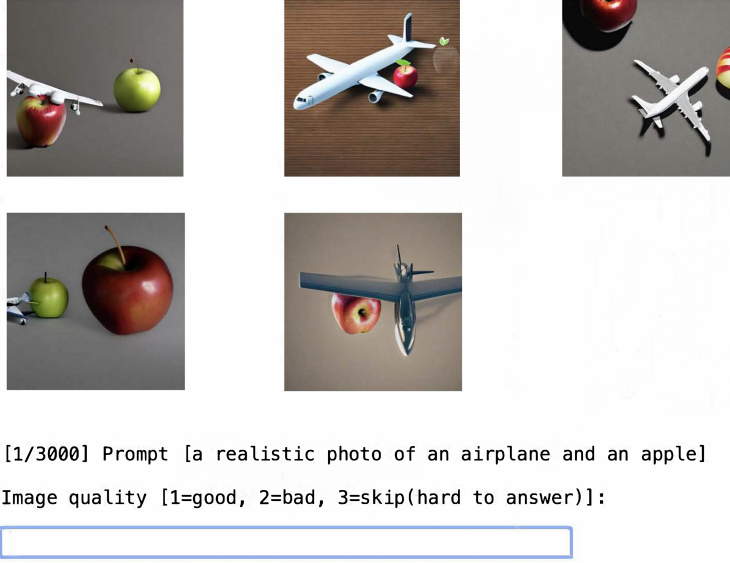 [1/3000] Prompt [a realistic photo of an airplane and an apple]
Image quality [1=good, 2=bad, 3=skip(hard to answer)]: